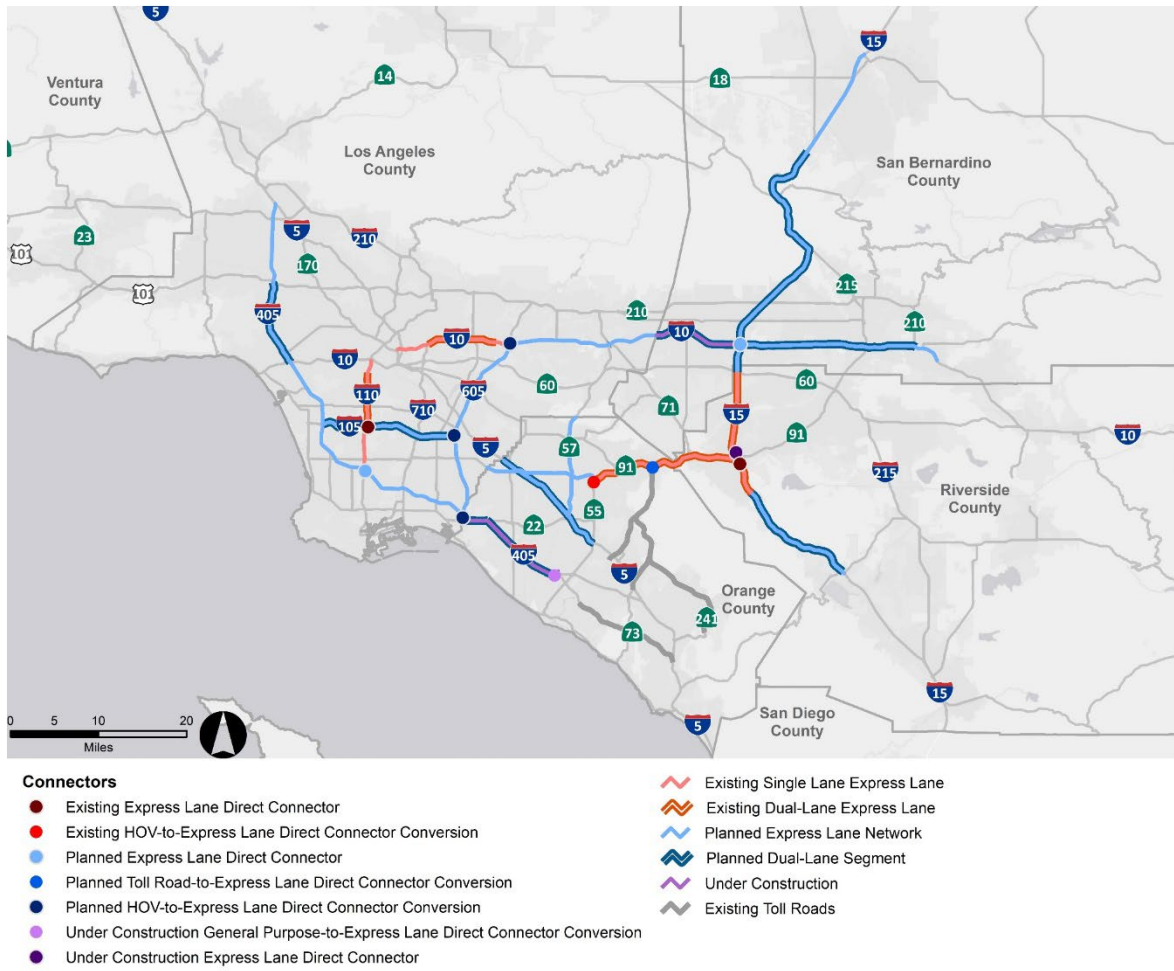 5
15
14
18
Ventura
County
Los Angeles
County
San Bernardino
County
23
101
5
210
170
101
215
405
210
210
10
10
10
60
60
110
605
71
105
710
15
5
57
91
10
91
215
Riverside
County
55
22
405
5
Orange
County
241
73
15
San Diego
County
5
0 5 10 20
Miles
Connectors
Existing Express Lane Direct Connector
Existing HOV-to-Express Lane Direct Connector Conversion
Planned Express Lane Direct Connector
Planned Toll Road-to-Express Lane Direct Connector Conversion
Planned HOV-to-Express Lane Direct Connector Conversion
Under Construction General Purpose-to-Express Lane Direct Connector Conversion
Under Construction Express Lane Direct Connector
Existing Single Lane Express Lane
Existing Dual-Lane Express Lane
Planned Express Lane Network
Planned Dual-Lane Segment
Under Construction
Existing Toll Roads